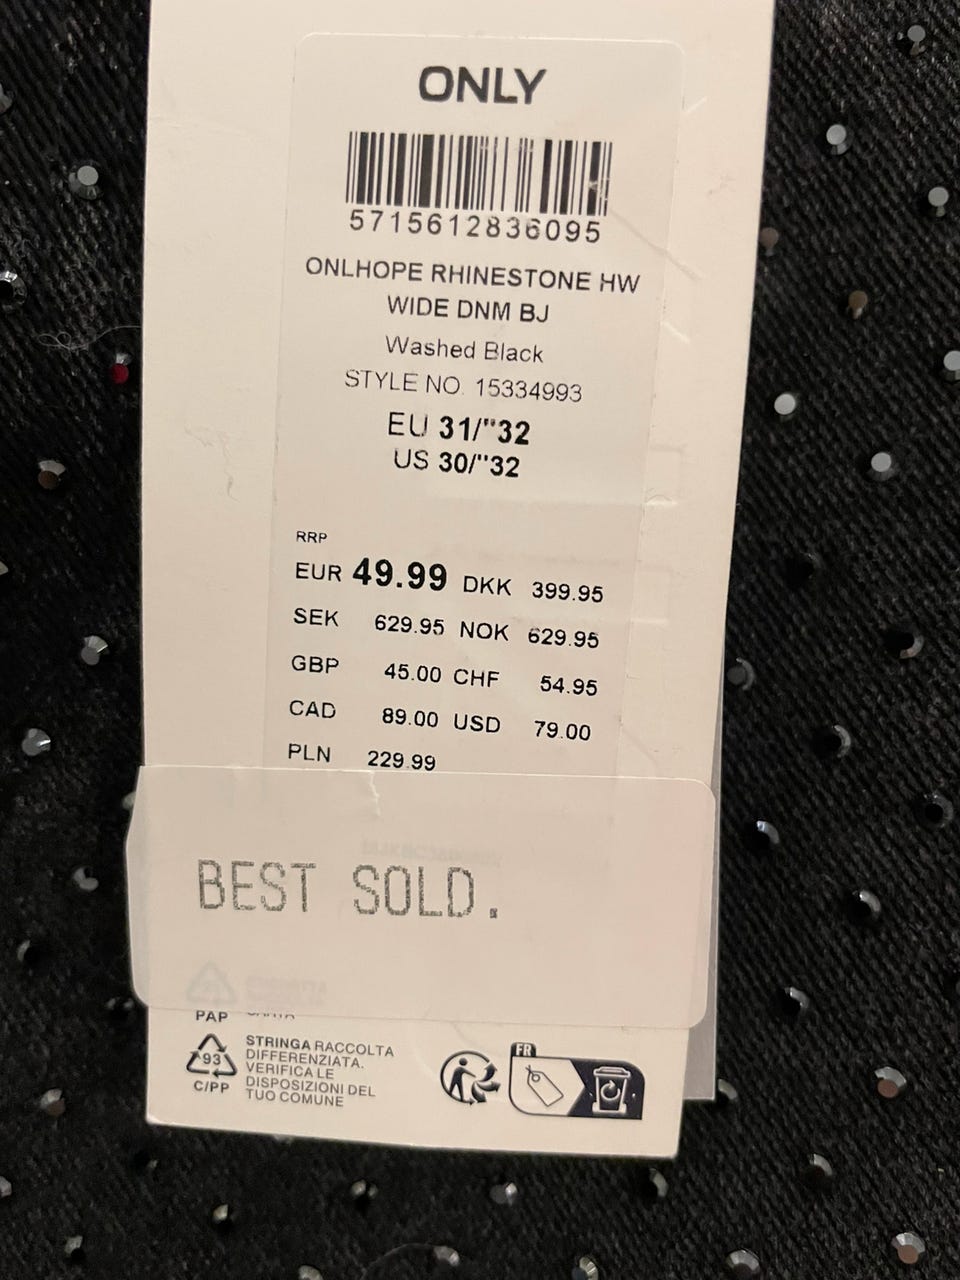 ONLY
5715612836095
ONLHOPE RHINESTONE HW
WIDE DNM BJ
Washed Black
STYLE NO. 15334993
EU 31/"32
US 30/"32
RRP
EUR 49.99 DKK 399.95
SEK 629.95 NOK 629.95
GBP 45.00 CHF 54.95
CAD 89.00 USD 79.00
PLN 229.99
BEST SOLD.
PAP
93
C/PP
STRINGA RACCOLTA
DIFFERENZIATA.
VERIFICA LE
DISPOSIZIONI DEL
TUO COMUNE
FR